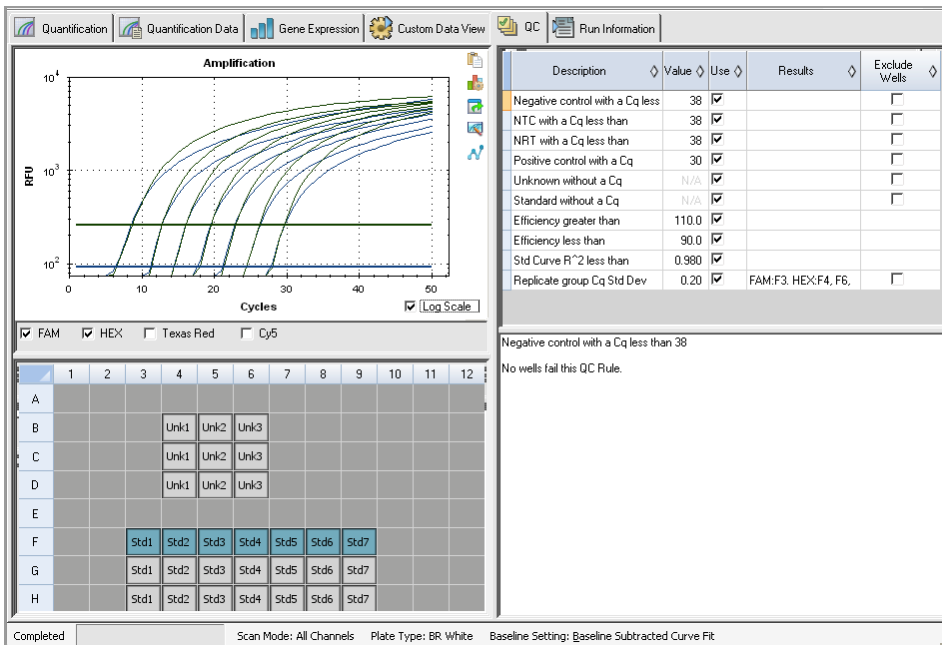 Quantification Quantification Data Gene Expression Custom Data View QC Run Information
Amplification
10^4
10^3
10^2
RFU
0 10 20 30 40 50
Cycles
Log Scale
FAM HEX Texas Red Cy5
1 2 3 4 5 6 7 8 9 10 11 12
A
B Unk1 Unk2 Unk3
C Unk1 Unk2 Unk3
D Unk1 Unk2 Unk3
E
F Std1 Std2 Std3 Std4 Std5 Std6 Std7
G Std1 Std2 Std3 Std4 Std5 Std6 Std7
H Std1 Std2 Std3 Std4 Std5 Std6 Std7
Description Value Use Results Exclude Wells
Negative control with a Cq less 38
NTC with a Cq less than 38
NRT with a Cq less than 38
Positive control with a Cq 30
Unknown without a Cq N/A
Standard without a Cq N/A
Efficiency greater than 110.0
Efficiency less than 90.0
Std Curve R^2 less than 0.980
Replicate group Cq Std Dev 0.20 FAM:F3. HEX:F4, F6,
Negative control with a Cq less than 38
No wells fail this QC Rule.
Completed Scan Mode: All Channels Plate Type: BR White Baseline Setting: Baseline Subtracted Curve Fit